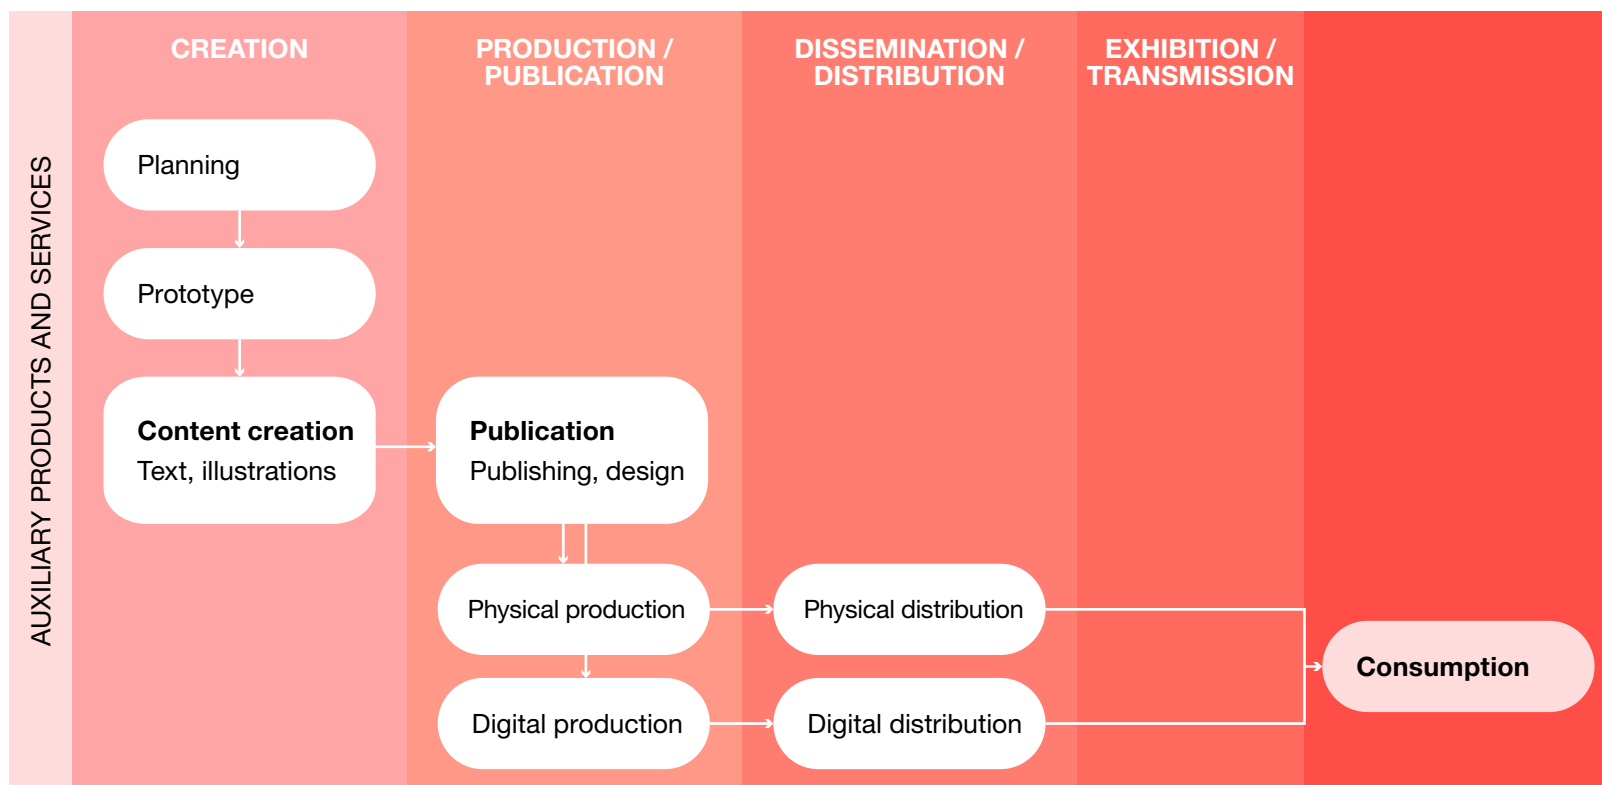 AUXILIARY PRODUCTS AND SERVICES
CREATION
Planning
Prototype
Content creation
Text, illustrations
PRODUCTION /
PUBLICATION
Publication
Publishing, design
Physical production
Digital production
DISSEMINATION /
DISTRIBUTION
Physical distribution
Digital distribution
EXHIBITION /
TRANSMISSION
Consumption